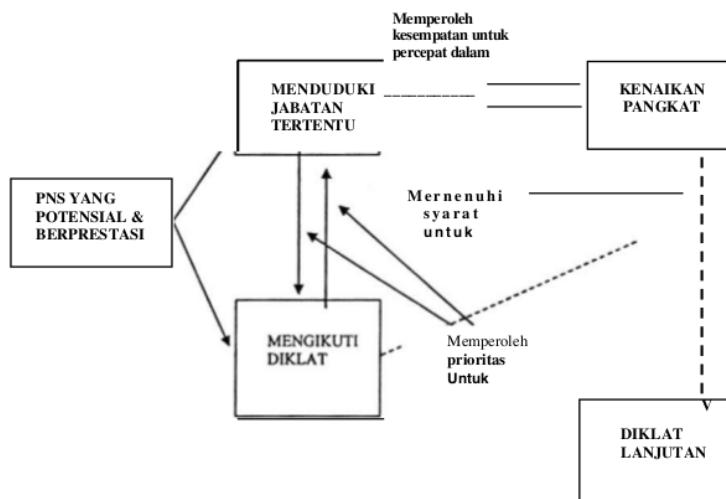 Memperoleh
kesempatan untuk
percepat dalam
MENDUDUKI
JABATAN
TERTENTU
KENAIKAN
PANGKAT
PNS YANG
POTENSIAL &
BERPRESTASI
Mernenuhi
syarat
untuk
MENGIKUTI
DIKLAT
Memperoleh
prioritas
Untuk
DIKLAT
LANJUTAN